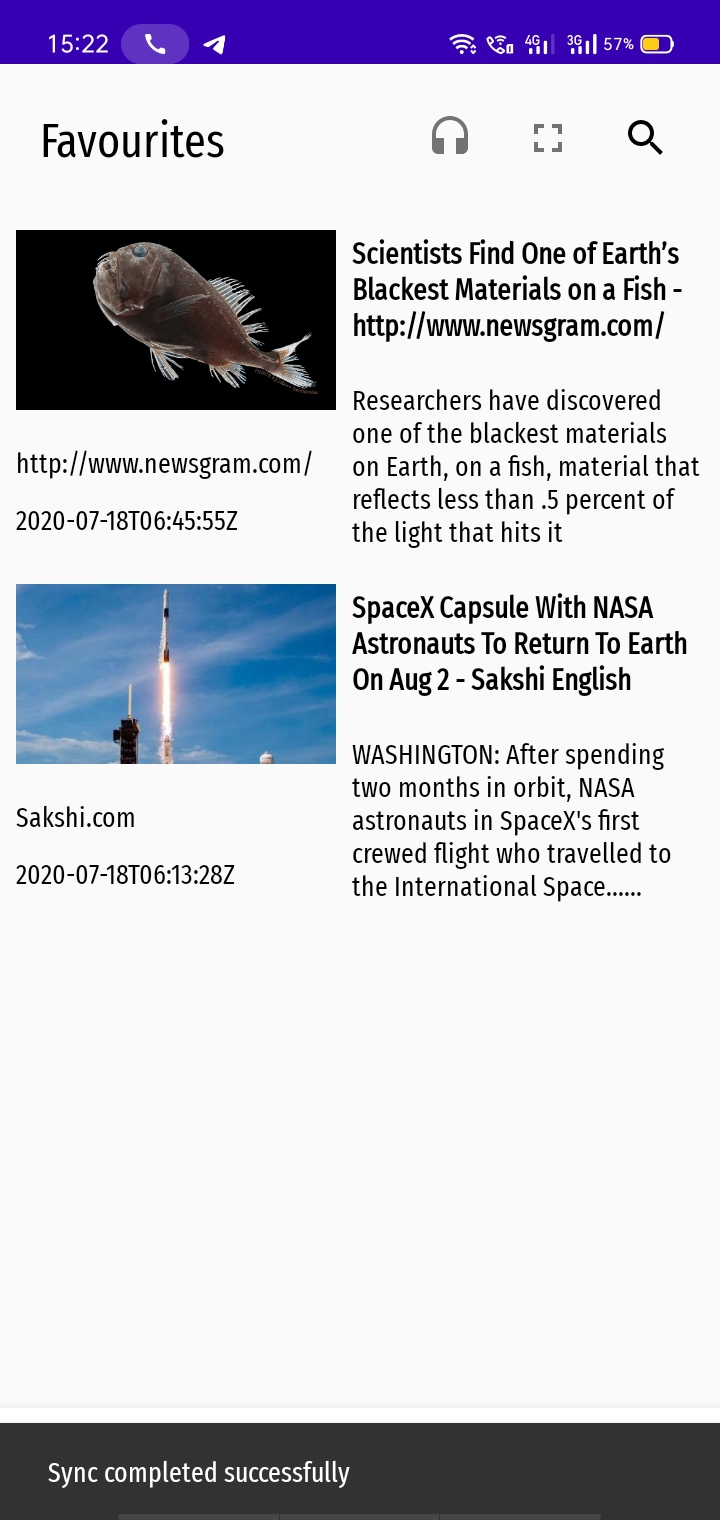 15:22
4G
3G
57%
Favourites
Scientists Find One of Earth’s
Blackest Materials on a Fish -
http://www.newsgram.com/
Researchers have discovered
one of the blackest materials
on Earth, on a fish, material that
reflects less than .5 percent of
the light that hits it
http://www.newsgram.com/
2020-07-18T06:45:55Z
SpaceX Capsule With NASA
Astronauts To Return To Earth
On Aug 2 - Sakshi English
WASHINGTON: After spending
two months in orbit, NASA
astronauts in SpaceX's first
crewed flight who travelled to
the International Space......
Sakshi.com
2020-07-18T06:13:28Z
Sync completed successfully